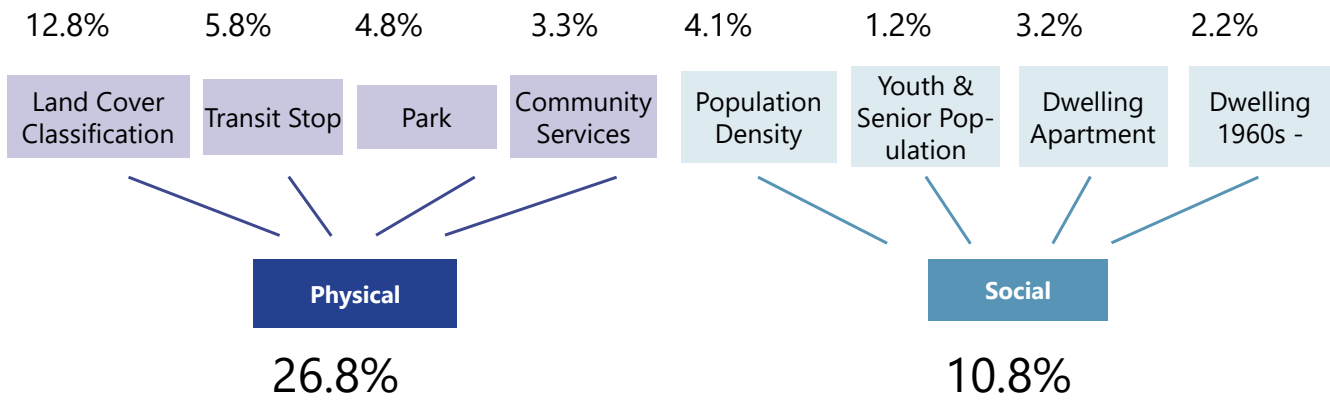 12.8%
5.8%
4.8%
3.3%
4.1%
1.2%
3.2%
2.2%
Land Cover
Classification
Transit Stop
Park
Community
Services
Population
Density
Youth &
Senior Pop-
ulation
Dwelling
Apartment
Dwelling
1960s -
Physical
Social
26.8%
10.8%